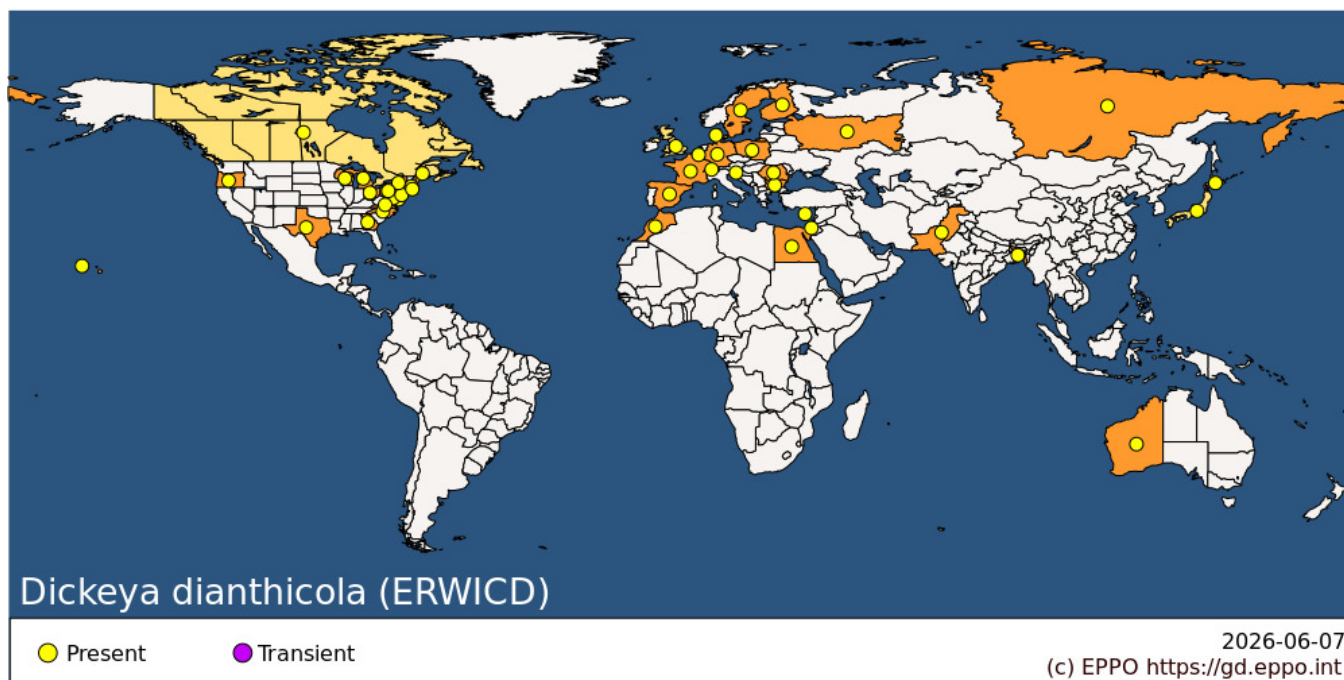 Dickeya dianthicola (ERWICD)
Present
Transient
2026-06-07
(c) EPPO https://gd.eppo.int